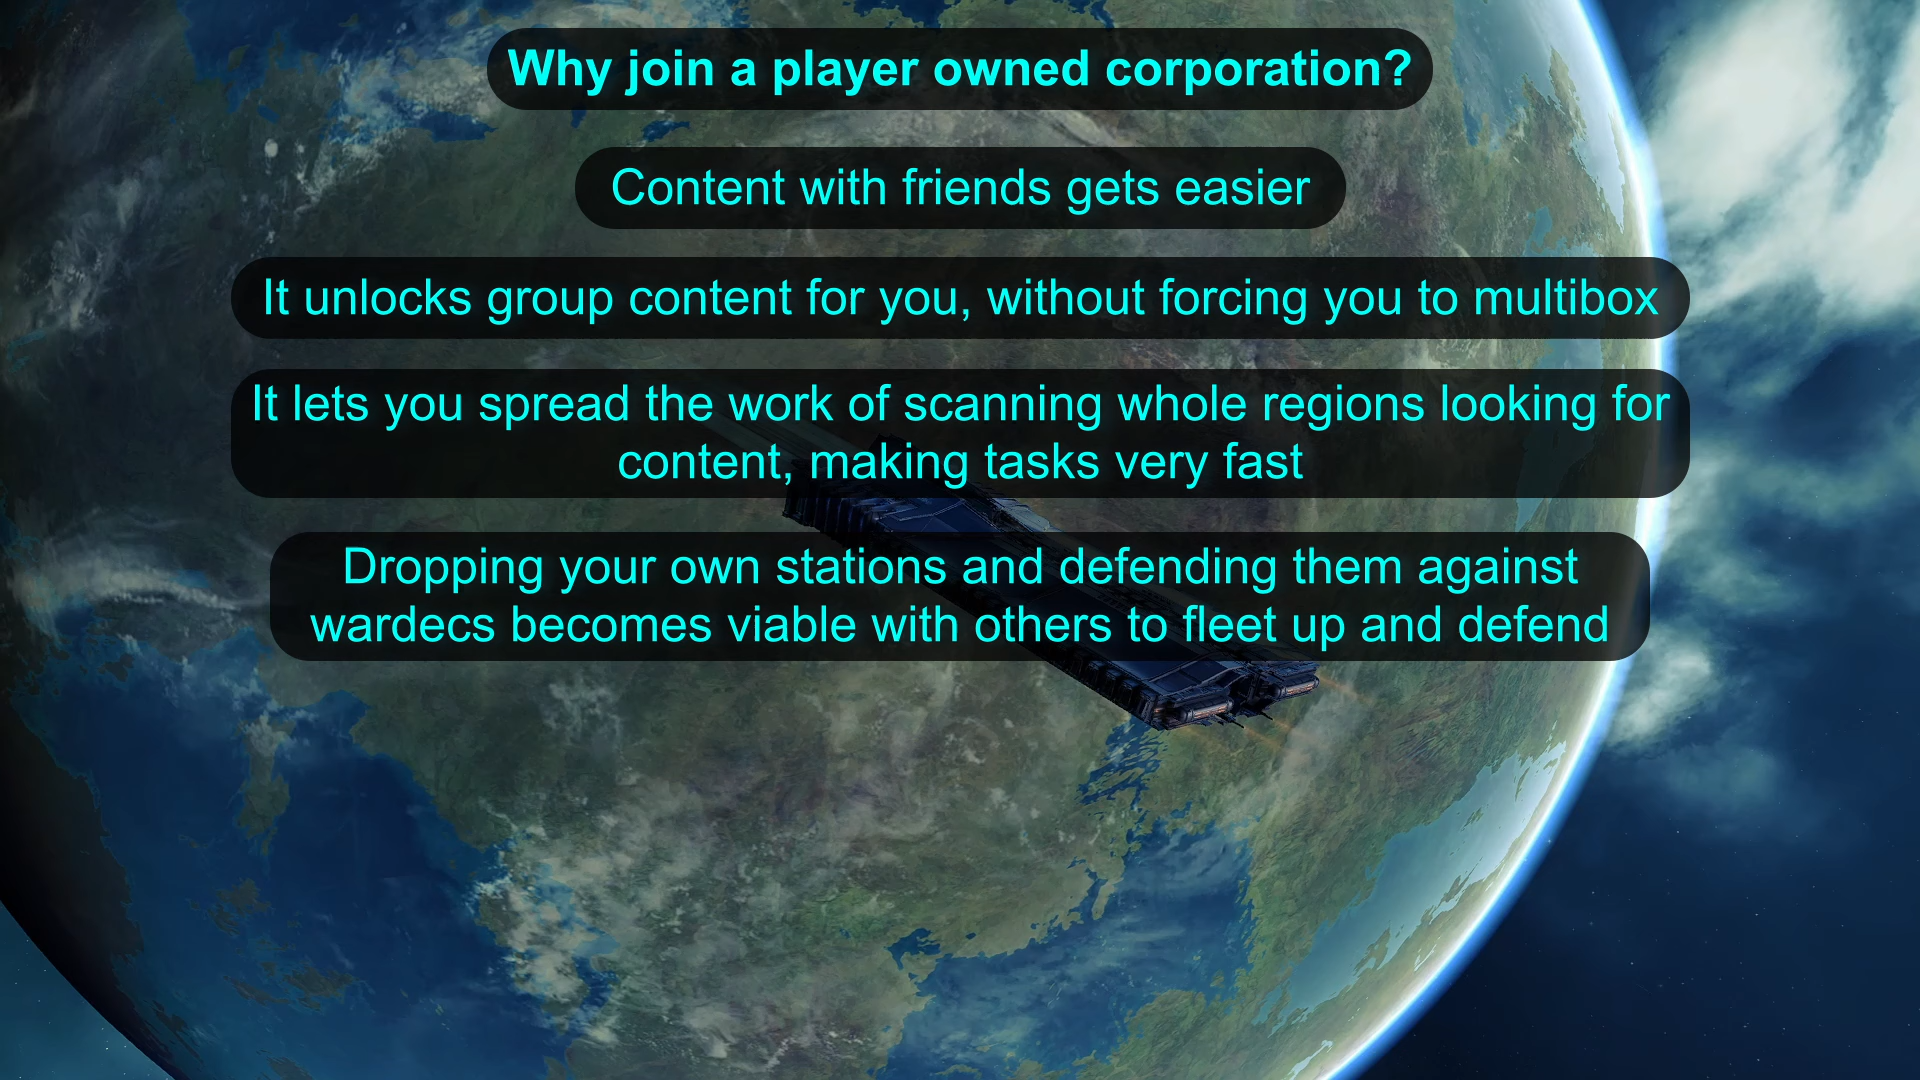 Why join a player owned corporation?
Content with friends gets easier
It unlocks group content for you, without forcing you to multibox
It lets you spread the work of scanning whole regions looking for
content, making tasks very fast
Dropping your own stations and defending them against
wardecs becomes viable with others to fleet up and defend